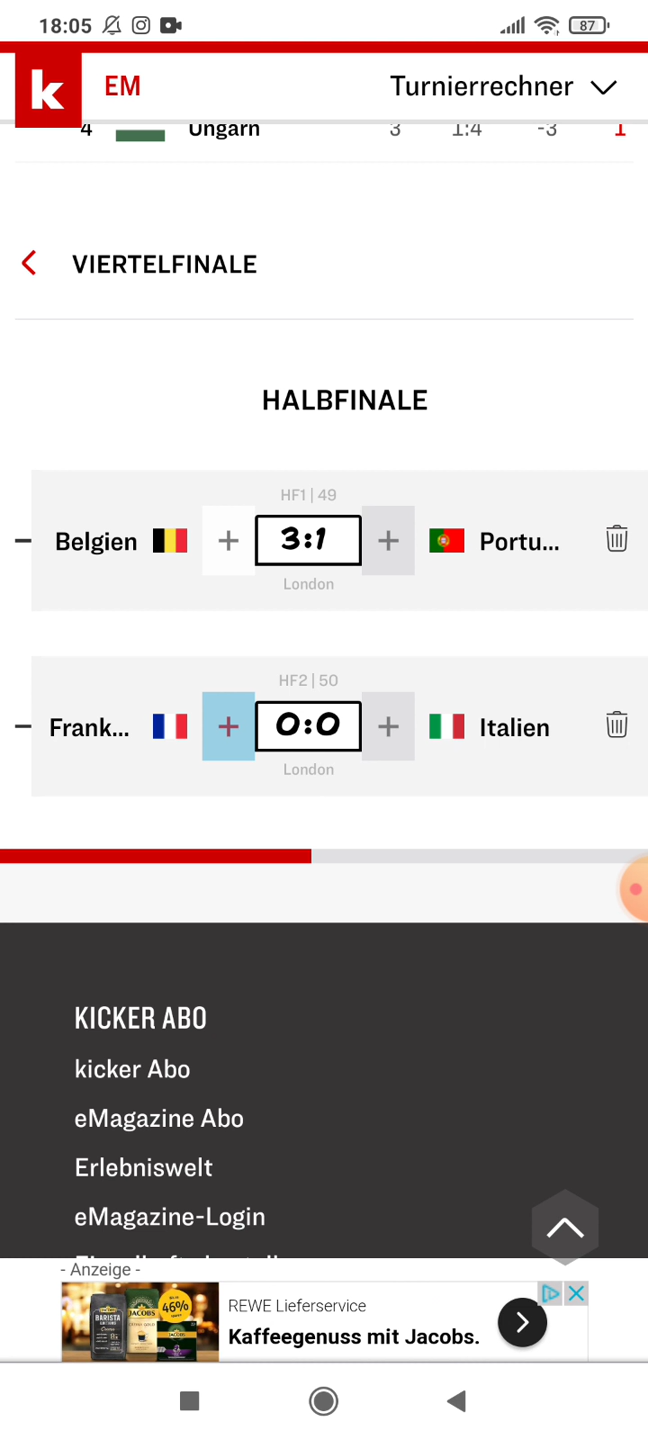 18:05 87
k EM Turnierrechner
4 Ungarn 3 1:4 -3 1
VIERTELFINALE
HALBFINALE
HF1 | 49
Belgien + 3:1 + Portu...
London
HF2 | 50
Frank... + 0:0 + Italien
London
KICKER ABO
kicker Abo
eMagazine Abo
Erlebniswelt
eMagazine-Login
- Anzeige -
REWE Lieferservice
Kaffeegenuss mit Jacobs.
BARISTA
JACOBS
46%